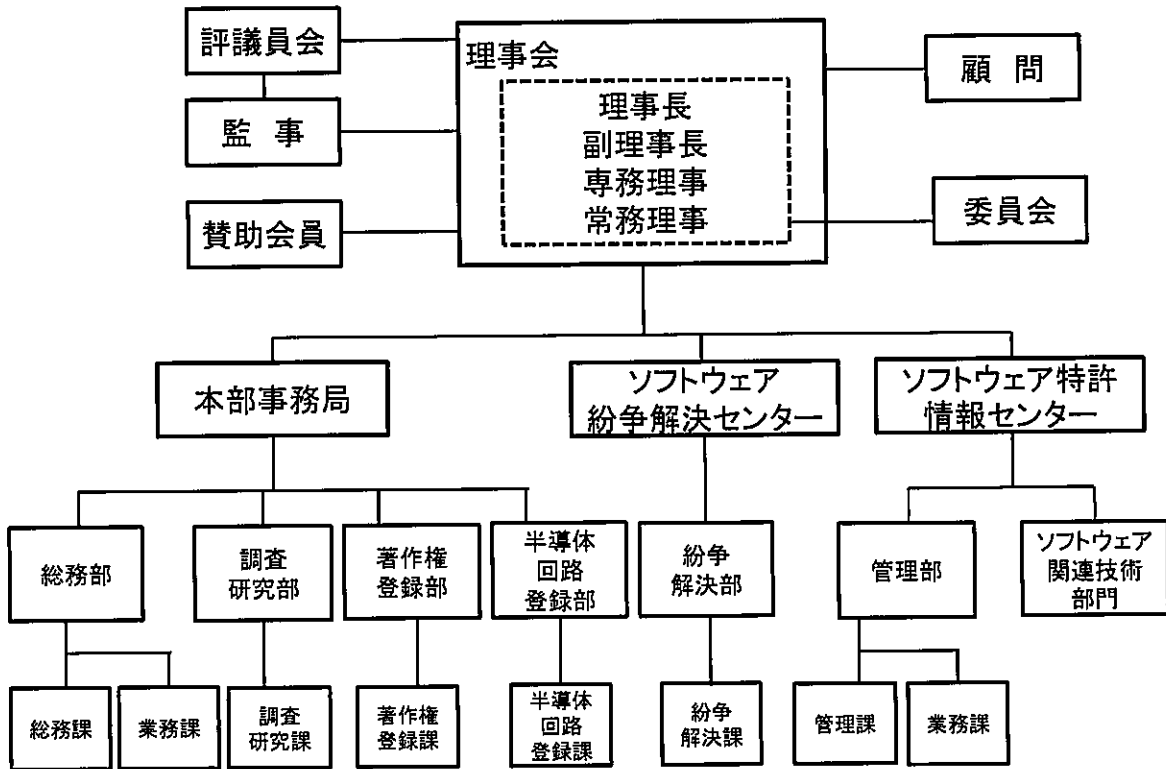 評議員会
監 事
賛助会員
理事会
理事長
副理事長
専務理事
常務理事
顧 問
委員会
本部事務局
ソフトウェア
紛争解決センター
ソフトウェア特許
情報センター
総務部
調査
研究部
著作権
登録部
半導体
回路
登録部
紛争
解決部
管理部
ソフトウェア
関連技術
部門
総務課
業務課
調査
研究課
著作権
登録課
半導体
回路
登録課
紛争
解決課
管理課
業務課